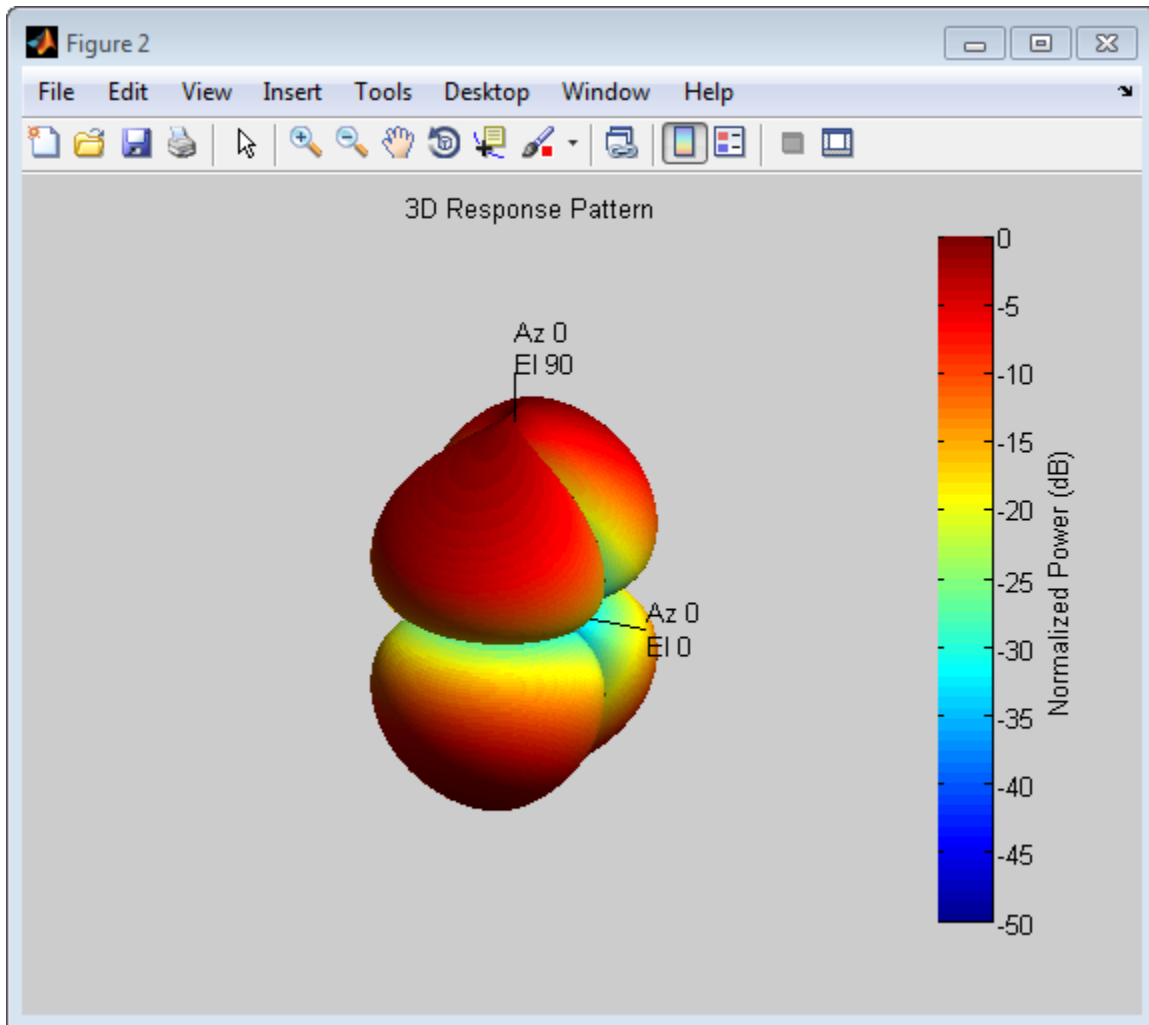 Figure 2
File Edit View Insert Tools Desktop Window Help
3D Response Pattern
Az 0
El 90
Az 0
El 0
0
-5
-10
-15
-20
-25
-30
-35
-40
-45
-50
Normalized Power (dB)